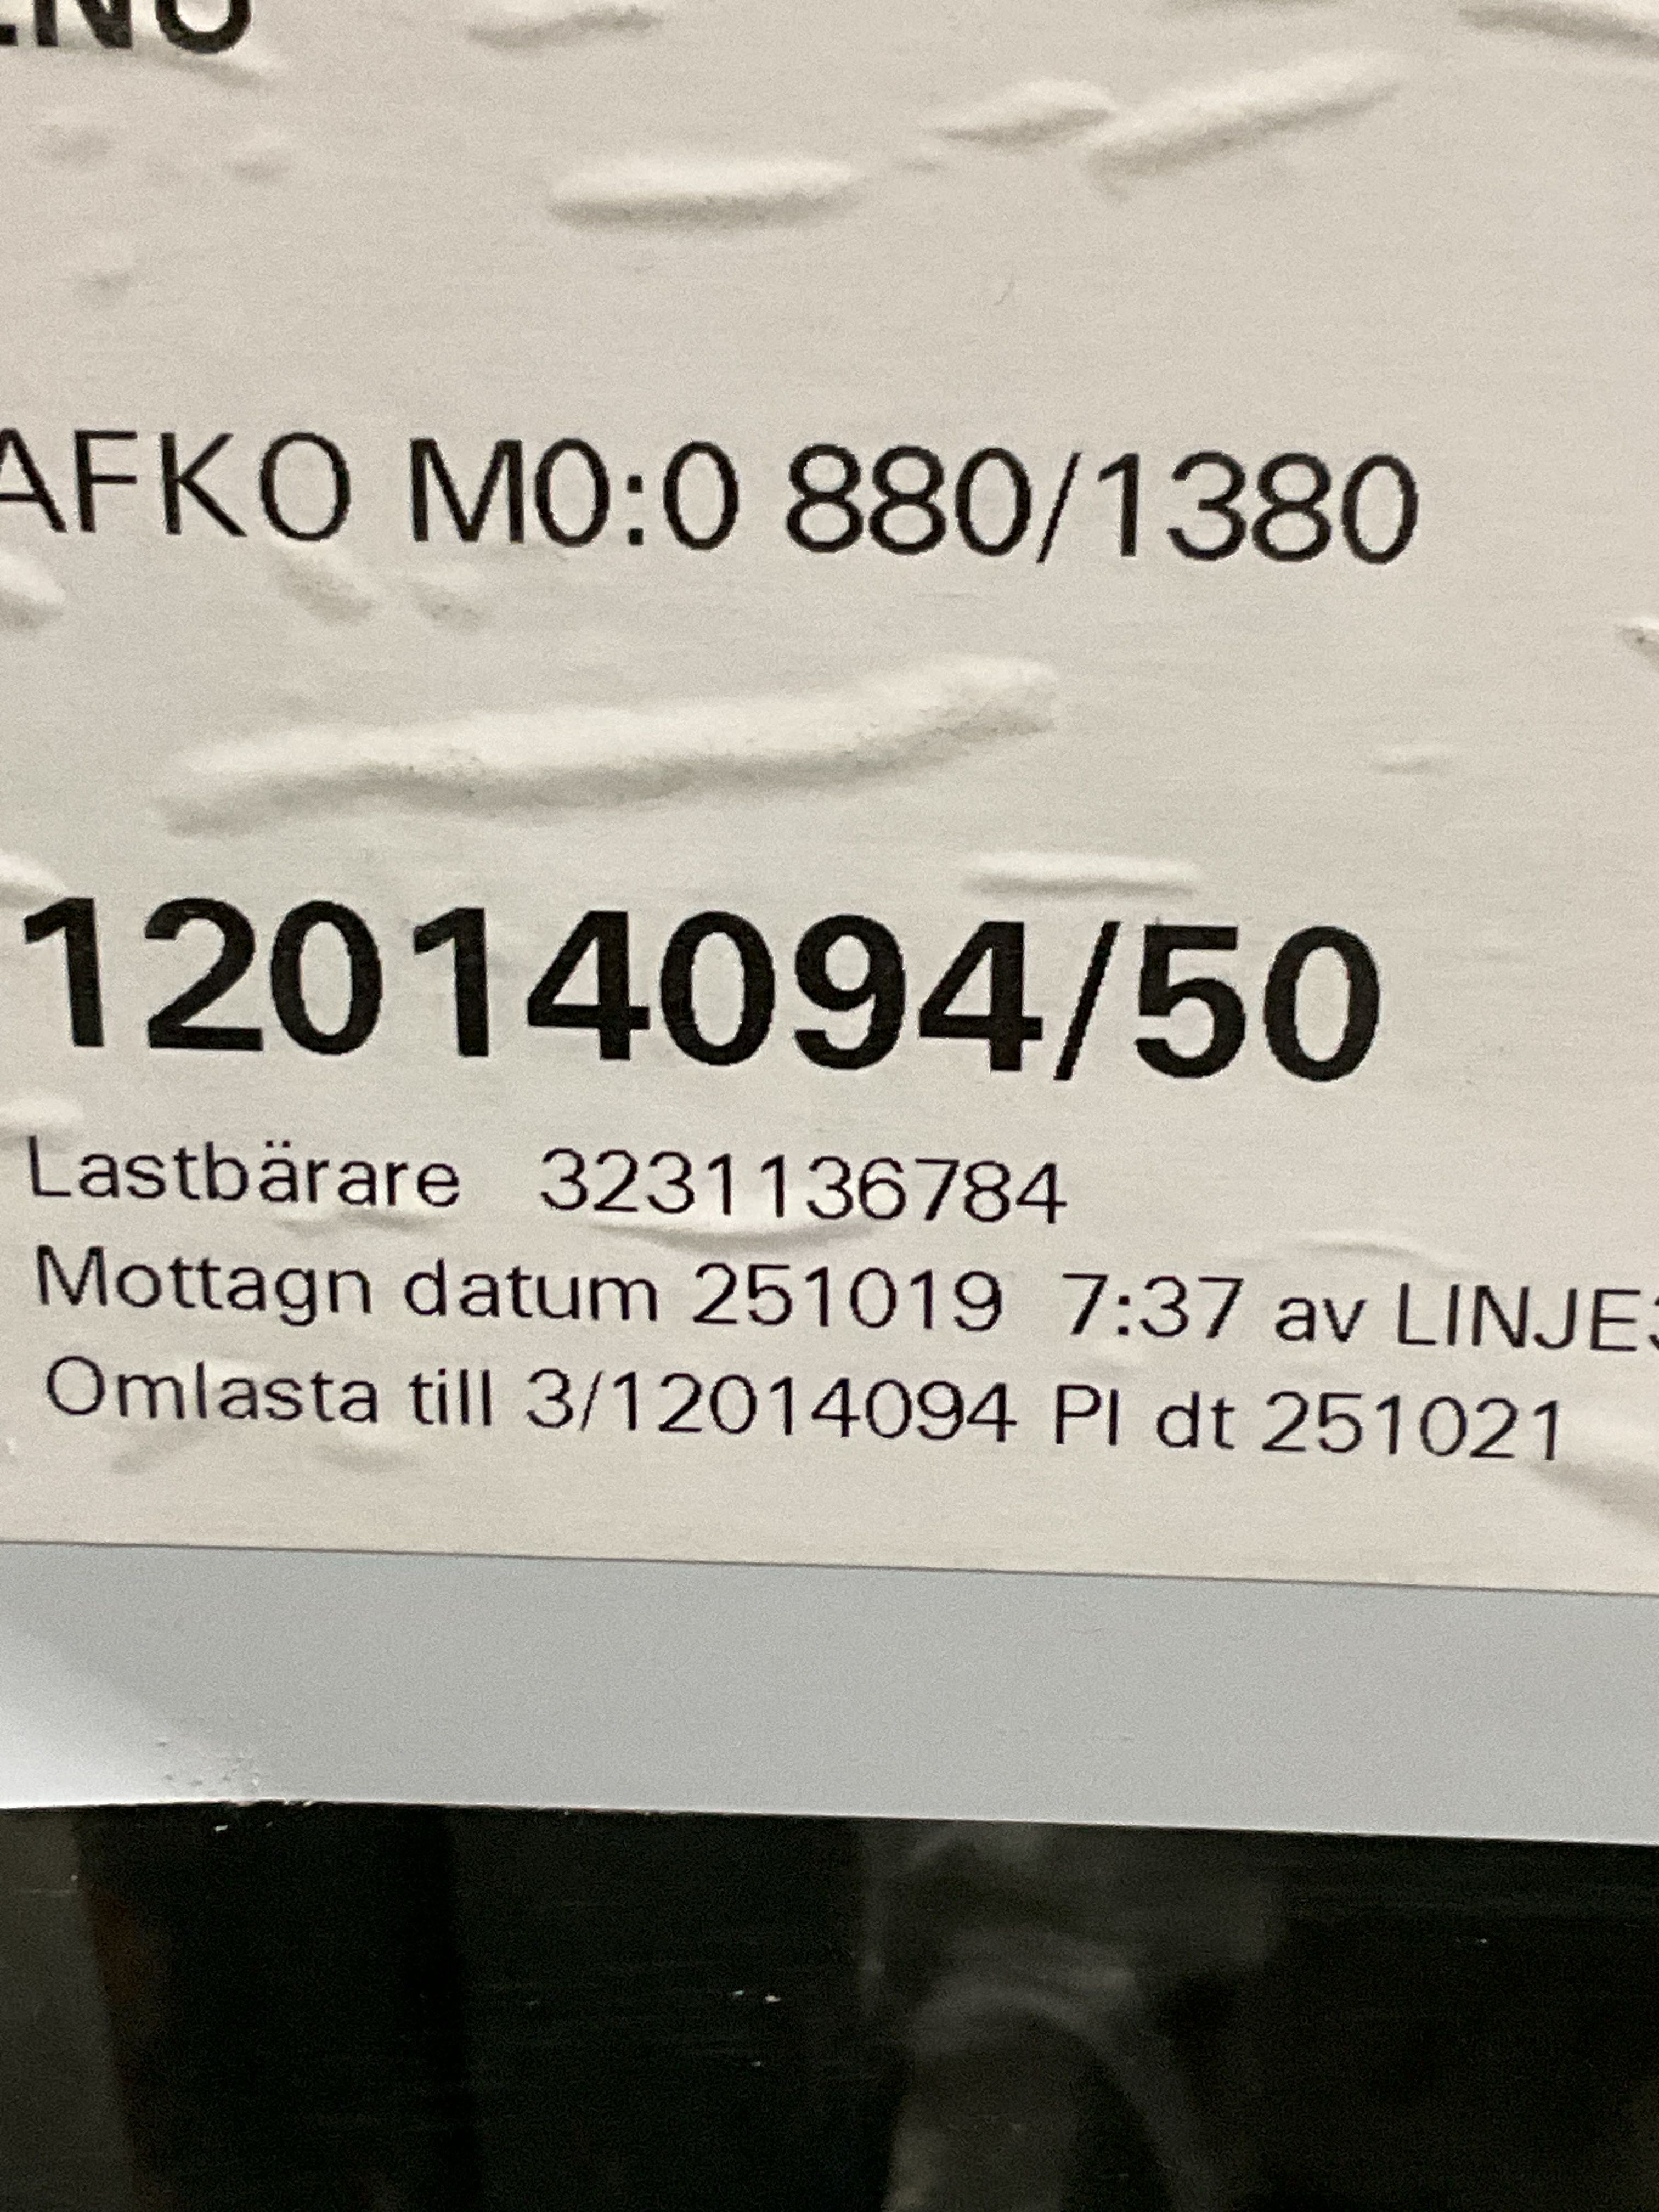 AFKO M0:0 880/1380
12014094/50
Lastbärare 3231136784
Mottagn datum 251019 7:37 av LINJE3
Omlasta till 3/12014094 Pl dt 251021